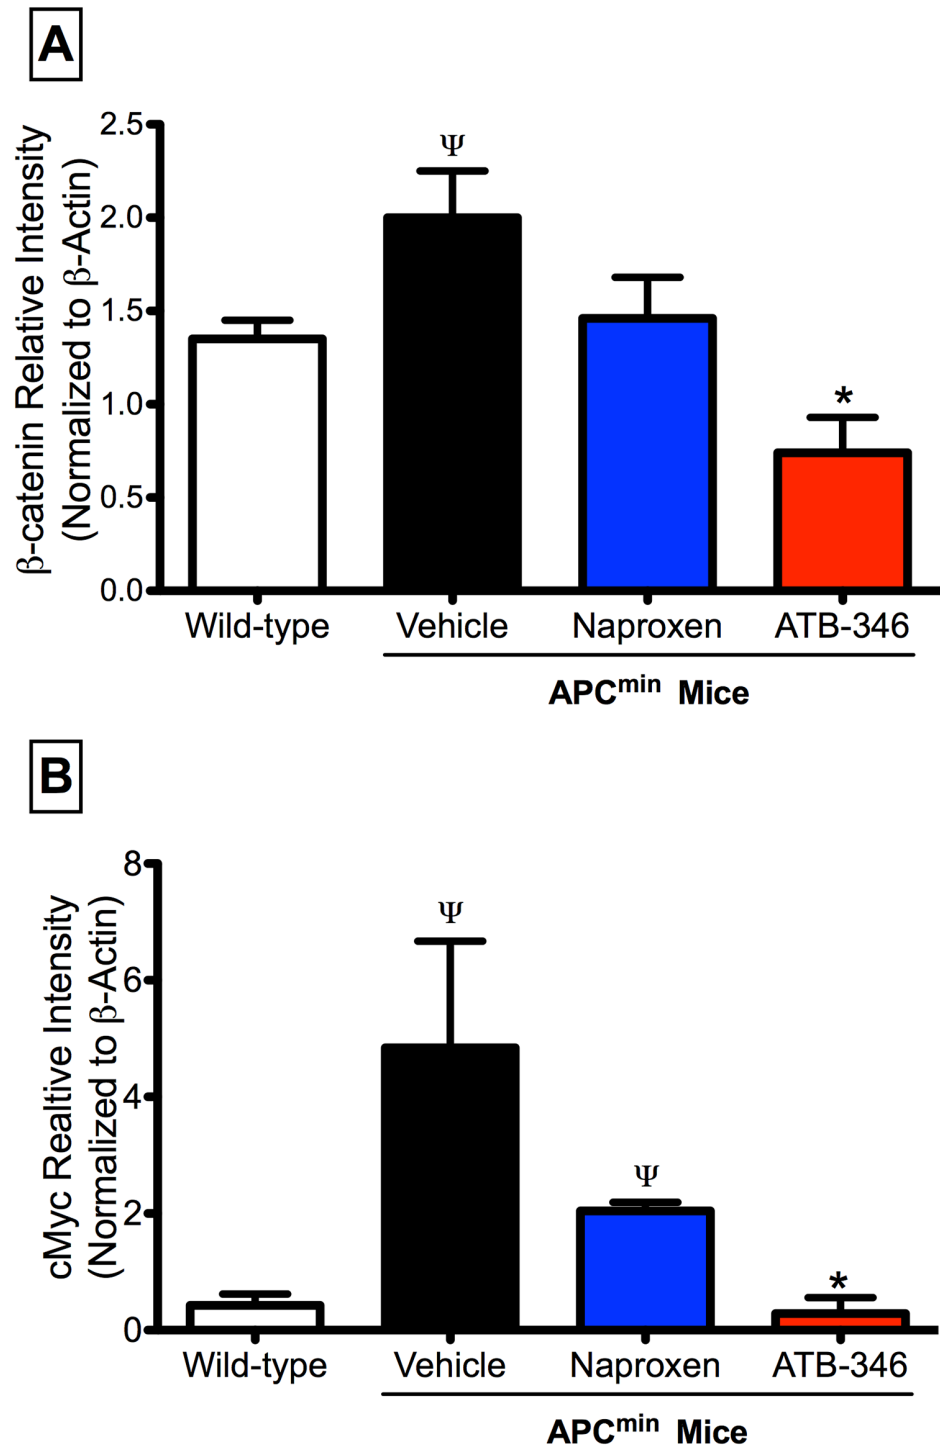 A
β-catenin Relative Intensity
(Normalized to β-Actin)
2.5
2.0
1.5
1.0
0.5
0.0
Ψ
*
Wild-type Vehicle Naproxen ATB-346
APCmin Mice
B
cMyc Realtive Intensity
(Normalized to β-Actin)
8
6
4
2
0
Ψ
Ψ
*
Wild-type Vehicle Naproxen ATB-346
APCmin Mice